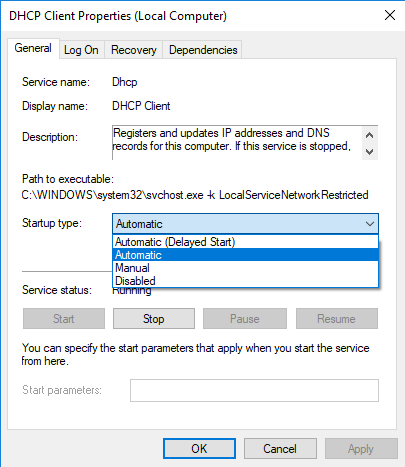 DHCP Client Properties (Local Computer)
General Log On Recovery Dependencies
Service name: Dhcp
Display name: DHCP Client
Description: Registers and updates IP addresses and DNS
records for this computer. If this service is stopped,
Path to executable:
C:\WINDOWS\system32\svchost.exe -k LocalServiceNetworkRestricted
Startup type: Automatic
Automatic (Delayed Start)
Automatic
Manual
Disabled
Service status: Running
Start Stop Pause Resume
You can specify the start parameters that apply when you start the service
from here.
Start parameters:
OK Cancel Apply